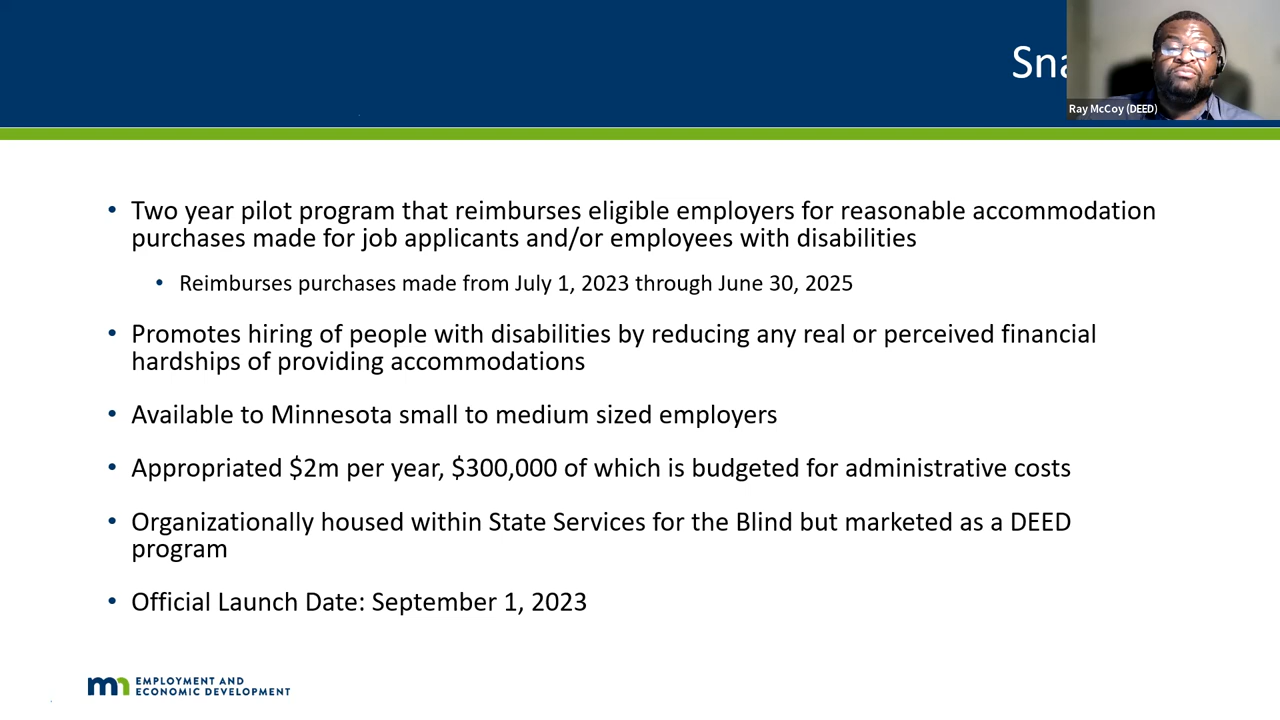 Ray McCoy (DEED)
• Two year pilot program that reimburses eligible employers for reasonable accommodation
purchases made for job applicants and/or employees with disabilities
• Reimburses purchases made from July 1, 2023 through June 30, 2025
• Promotes hiring of people with disabilities by reducing any real or perceived financial
hardships of providing accommodations
• Available to Minnesota small to medium sized employers
• Appropriated $2m per year, $300,000 of which is budgeted for administrative costs
• Organizationally housed within State Services for the Blind but marketed as a DEED
program
• Official Launch Date: September 1, 2023
mn EMPLOYMENT AND
ECONOMIC DEVELOPMENT